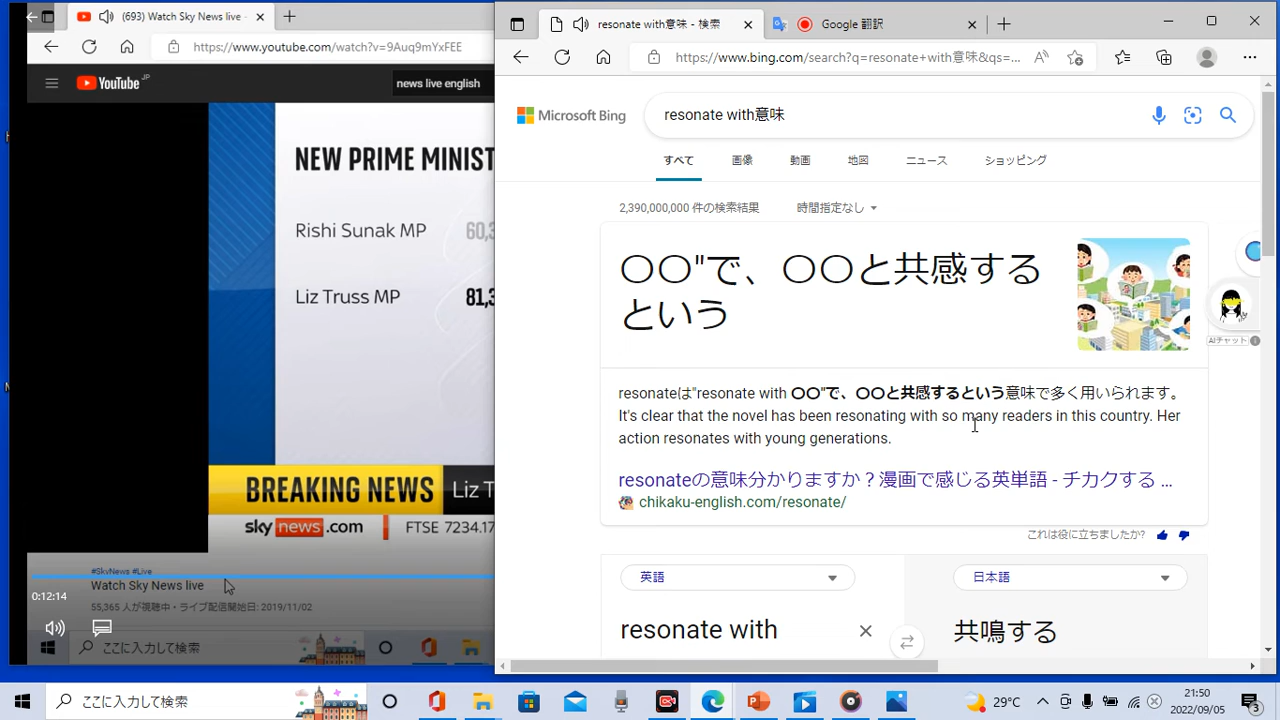 (693) Watch Sky News live -
https://www.youtube.com/watch?v=9Auq9mYxFEE
YouTube JP
news live english
NEW PRIME MINIST
Rishi Sunak MP 60,3
Liz Truss MP 81,3
BREAKING NEWS Liz T
sky news.com FTSE 7234.17
#SkyNews #Live
Watch Sky News live
0:12:14
55,365 人が視聴中・ライブ配信開始日: 2019/11/02
ここに入力して検索
resonate with意味 - 検索
Google 翻訳
https://www.bing.com/search?q=resonate+with意味&qs=...
Microsoft Bing
resonate with意味
すべて 画像 動画 地図 ニュース ショッピング
2,390,000,000 件の検索結果 時間指定なし
〇〇"で、〇〇と共感する
という
AIチャット
resonateは"resonate with 〇〇"で、〇〇と共感するという意味で多く用いられます。
It's clear that the novel has been resonating with so many readers in this country. Her
action resonates with young generations.
resonateの意味分かりますか？漫画で感じる英単語 - チカクする ...
chikaku-english.com/resonate/
これは役に立ちましたか?
英語 日本語
resonate with 共鳴する
ここに入力して検索
29°C
21:50
2022/09/05
3